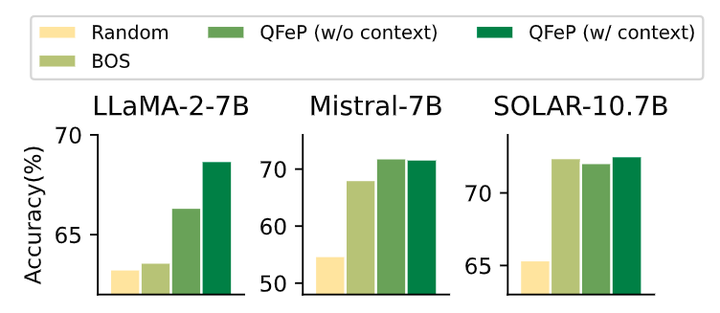 Random
QFeP (w/o context)
QFeP (w/ context)
BOS
LLaMA-2-7B
Mistral-7B
SOLAR-10.7B
Accuracy(%)
70
65
70
60
50
70
65